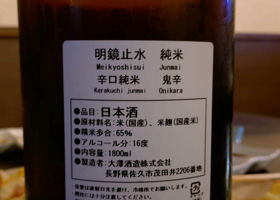 明鏡止水 純米
Meikyoshisui Junmai
辛口純米 鬼辛
Karakuchi junmai Onikara
●品目:日本酒
●原材料名:米(国産)、米麹(国産米)
●精米歩合:65%
●アルコール分:16度
●内容量:1800ml
●製造者:大澤酒造株式会社
長野県佐久市茂田井2206番地